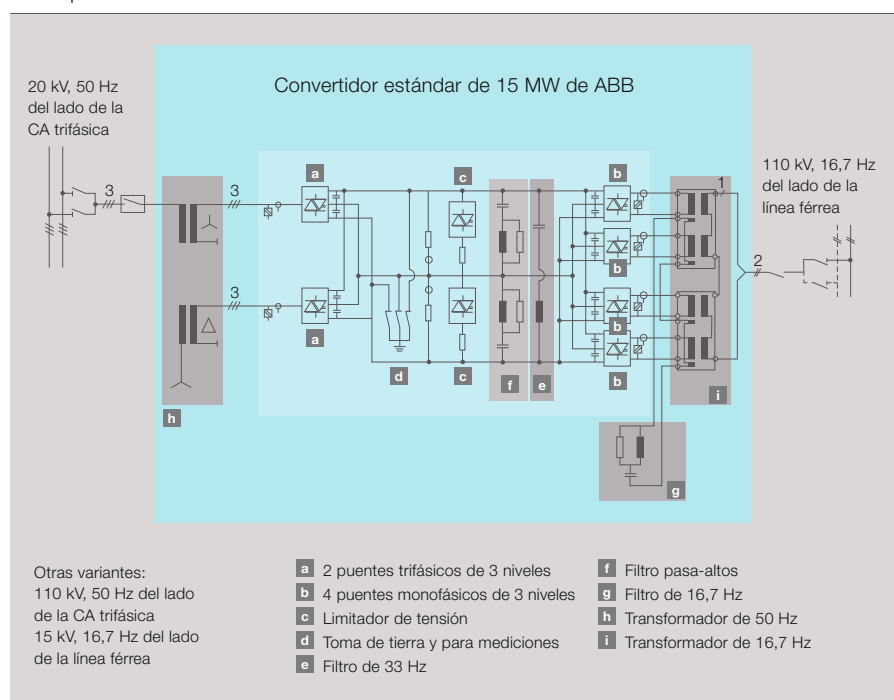 Convertidor estándar de 15 MW de ABB
20 kV, 50 Hz
del lado de la
CA trifásica
110 kV, 16,7 Hz
del lado de la
línea férrea
3
3
3
1
2
a
a
c
c
d
f
e
b
b
b
b
h
i
g
Otras variantes:
110 kV, 50 Hz del lado
de la CA trifásica
15 kV, 16,7 Hz del lado
de la línea férrea
a 2 puentes trifásicos de 3 niveles
b 4 puentes monofásicos de 3 niveles
c Limitador de tensión
d Toma de tierra y para mediciones
e Filtro de 33 Hz
f Filtro pasa-altos
g Filtro de 16,7 Hz
h Transformador de 50 Hz
i Transformador de 16,7 Hz